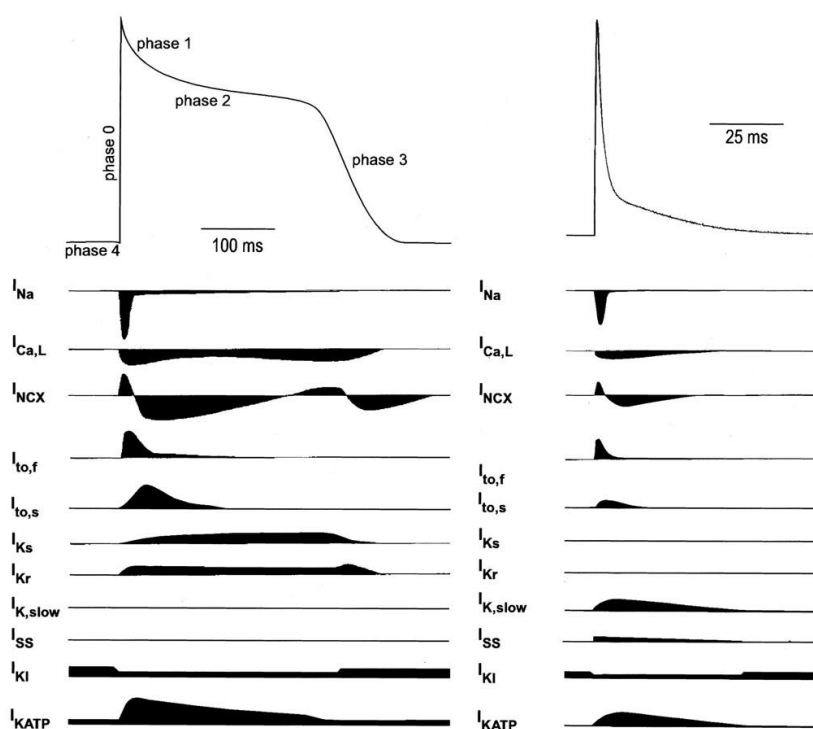 phase 1
phase 2
phase 0
phase 3
phase 4
100 ms
25 ms
INa
ICa,L
INCX
Ito,f
Ito,s
IKs
IKr
IK,slow
ISS
IKI
IKATP
INa
ICa,L
INCX
Ito,f
Ito,s
IKs
IKr
IK,slow
ISS
IKI
IKATP